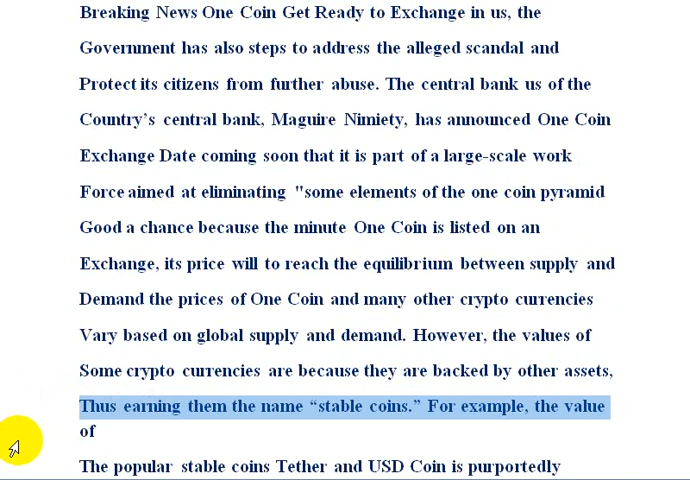 Breaking News One Coin Get Ready to Exchange in us, the
Government has also steps to address the alleged scandal and
Protect its citizens from further abuse. The central bank us of the
Country’s central bank, Maguire Nimiety, has announced One Coin
Exchange Date coming soon that it is part of a large-scale work
Force aimed at eliminating "some elements of the one coin pyramid
Good a chance because the minute One Coin is listed on an
Exchange, its price will to reach the equilibrium between supply and
Demand the prices of One Coin and many other crypto currencies
Vary based on global supply and demand. However, the values of
Some crypto currencies are because they are backed by other assets,
Thus earning them the name “stable coins.” For example, the value
of
The popular stable coins Tether and USD Coin is purportedly